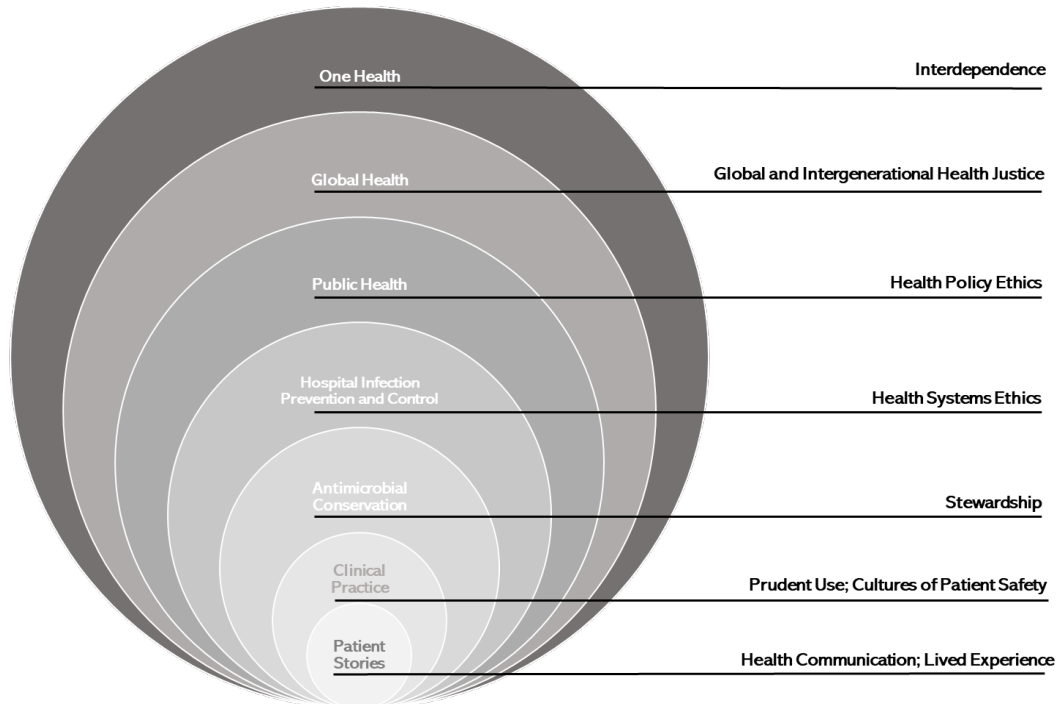 One Health
Interdependence
Global Health
Global and Intergenerational Health Justice
Public Health
Health Policy Ethics
Hospital Infection
Prevention and Control
Health Systems Ethics
Antimicrobial
Conservation
Stewardship
Clinical
Practice
Prudent Use; Cultures of Patient Safety
Patient
Stories
Health Communication; Lived Experience